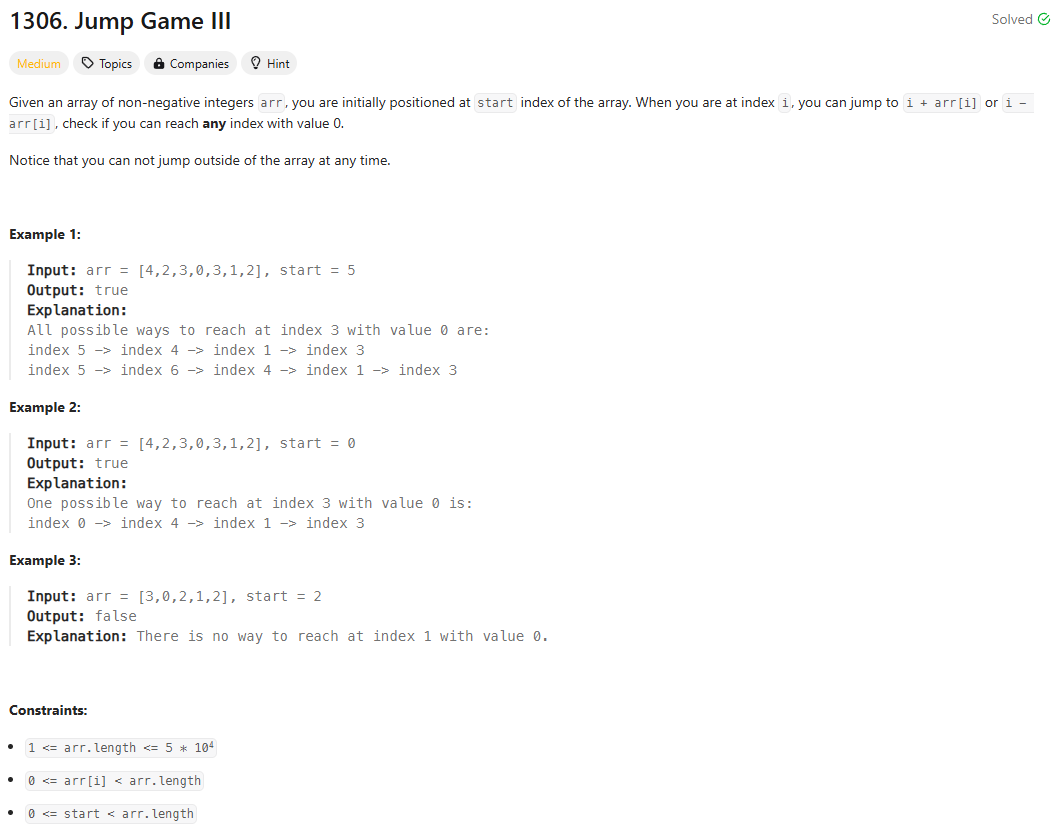 1306. Jump Game III
Solved
Medium Topics Companies Hint
Given an array of non-negative integers arr, you are initially positioned at start index of the array. When you are at index i, you can jump to i + arr[i] or i -
arr[i], check if you can reach any index with value 0.
Notice that you can not jump outside of the array at any time.
Example 1:
Input: arr = [4,2,3,0,3,1,2], start = 5
Output: true
Explanation:
All possible ways to reach at index 3 with value 0 are:
index 5 -> index 4 -> index 1 -> index 3
index 5 -> index 6 -> index 4 -> index 1 -> index 3
Example 2:
Input: arr = [4,2,3,0,3,1,2], start = 0
Output: true
Explanation:
One possible way to reach at index 3 with value 0 is:
index 0 -> index 4 -> index 1 -> index 3
Example 3:
Input: arr = [3,0,2,1,2], start = 2
Output: false
Explanation: There is no way to reach at index 1 with value 0.
Constraints:
• 1 <= arr.length <= 5 * 10⁴
• 0 <= arr[i] < arr.length
• 0 <= start < arr.length